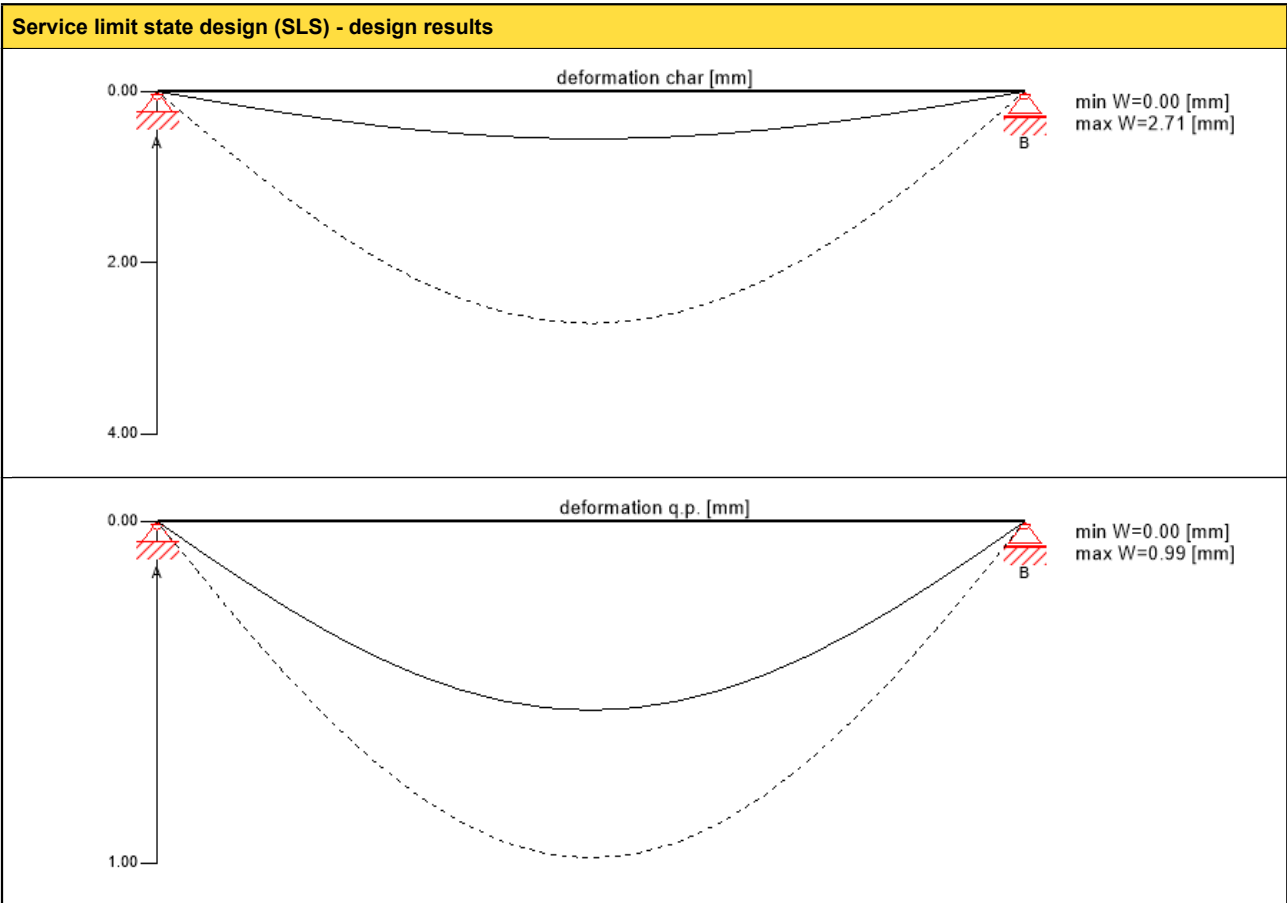 Service limit state design (SLS) - design results
deformation char [mm]
0.00
min W=0.00 [mm]
max W=2.71 [mm]
A
B
2.00
4.00
deformation q.p. [mm]
0.00
min W=0.00 [mm]
max W=0.99 [mm]
A
B
1.00